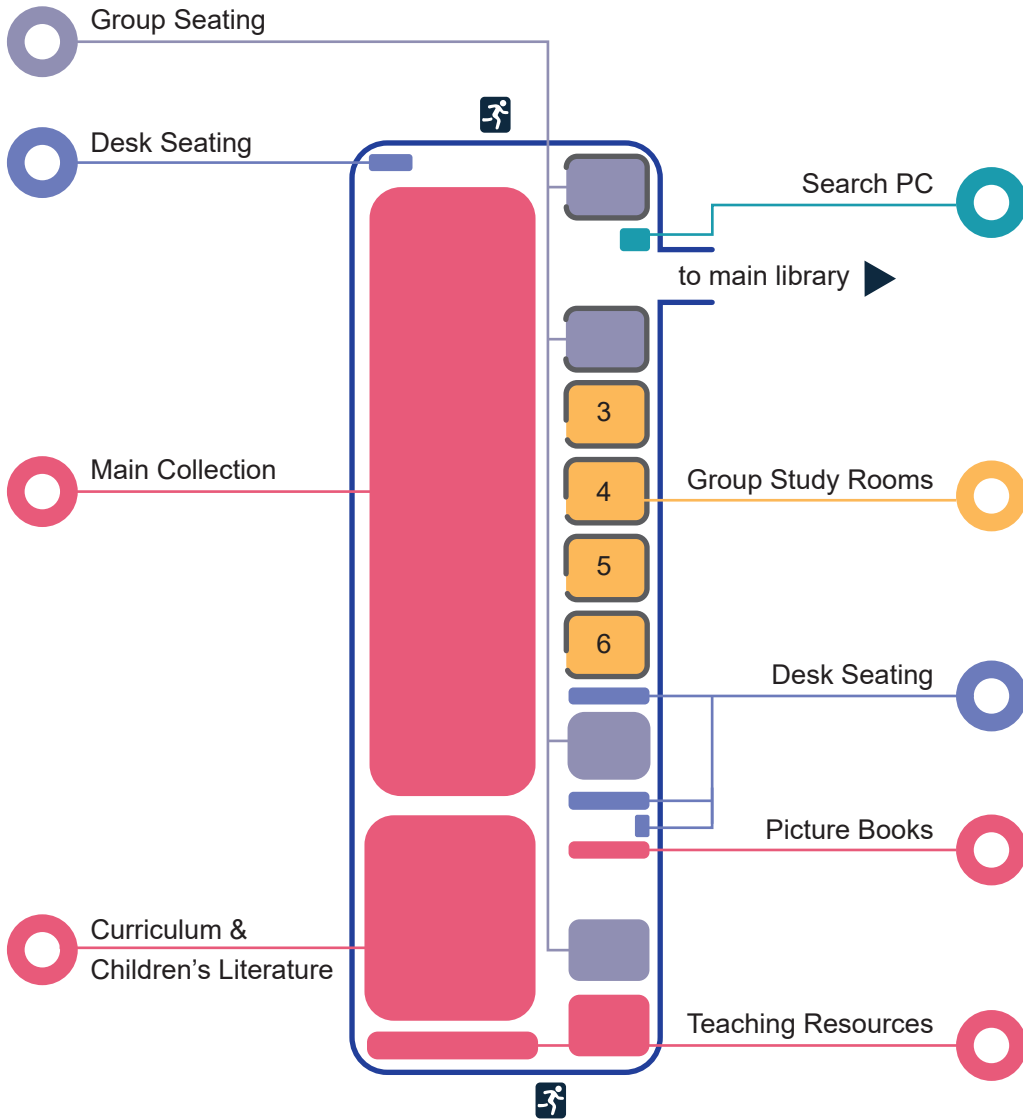 Group Seating
Desk Seating
Search PC
to main library
3
Main Collection
4
Group Study Rooms
5
6
Desk Seating
Picture Books
Curriculum &
Children’s Literature
Teaching Resources